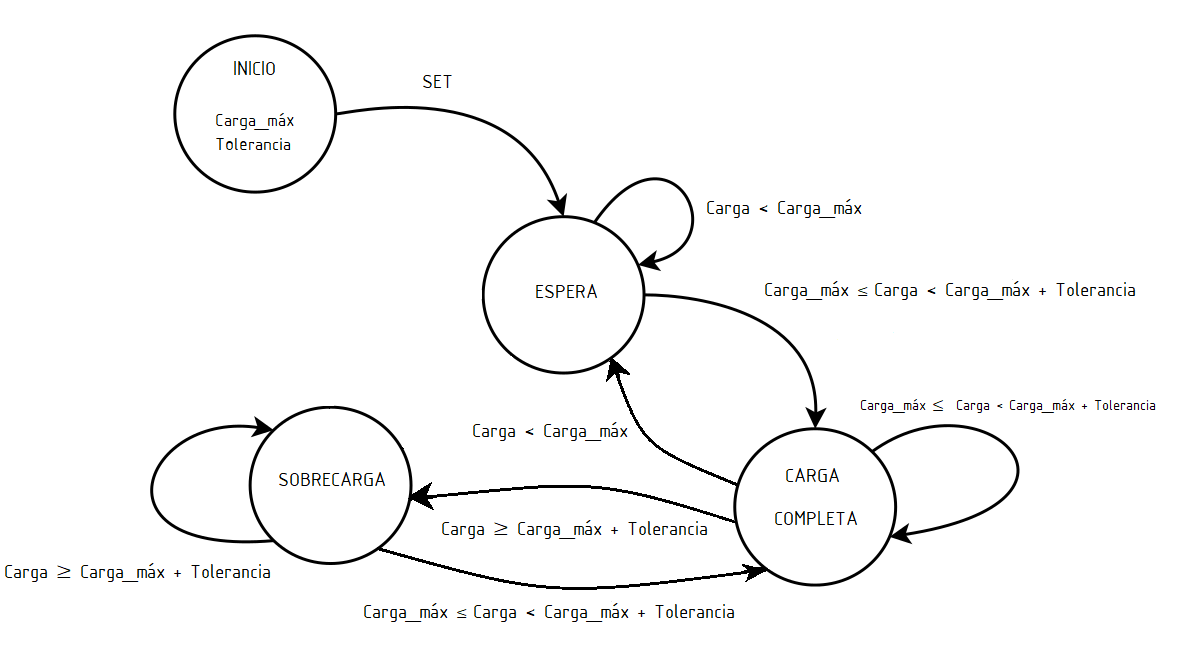 INICIO
Carga_máx
Tolerancia
SET
Carga < Carga_máx
ESPERA
Carga_máx ≤ Carga < Carga_máx + Tolerancia
Carga_máx ≤ Carga < Carga_máx + Tolerancia
Carga < Carga_máx
CARGA
COMPLETA
SOBRECARGA
Carga ≥ Carga_máx + Tolerancia
Carga ≥ Carga_máx + Tolerancia
Carga_máx ≤ Carga < Carga_máx + Tolerancia